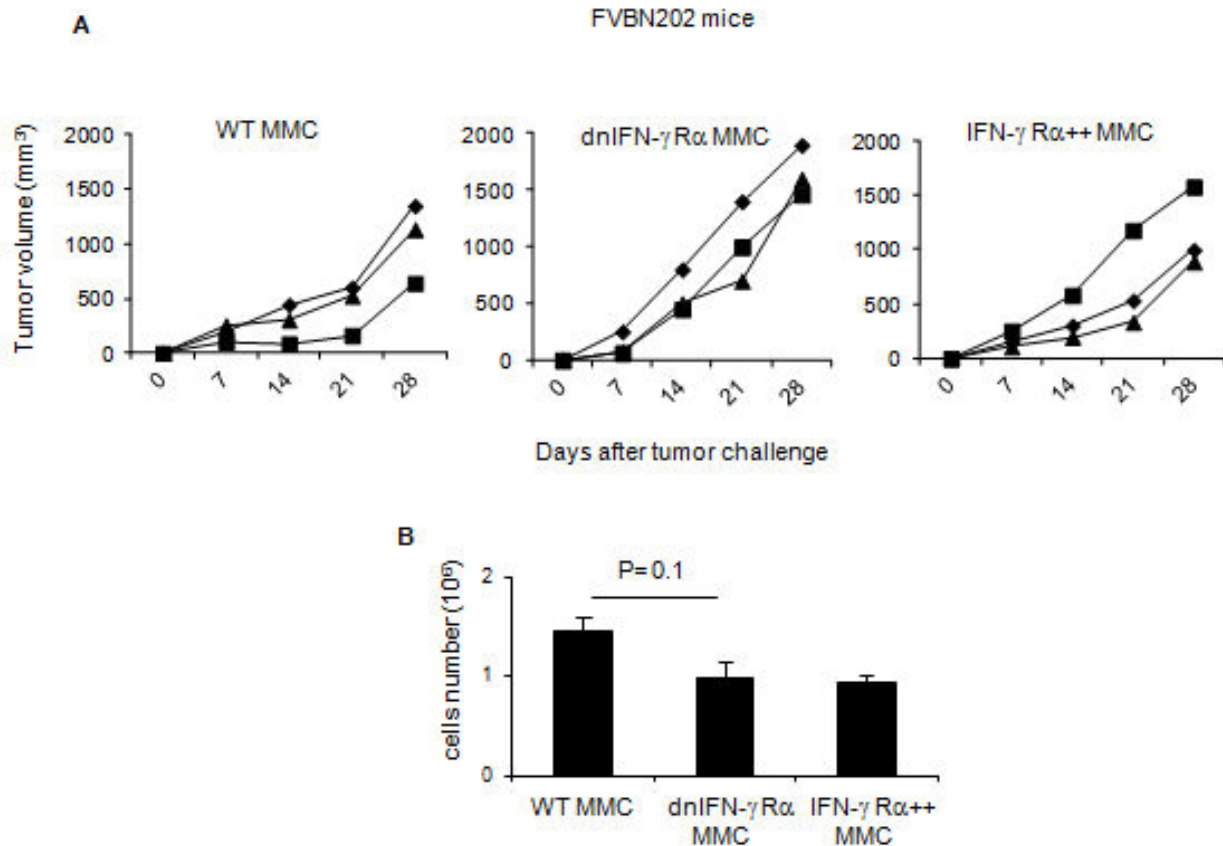 A
FVBN202 mice
WT MMC
dnIFN-γ Rα MMC
IFN-γ Rα++ MMC
Tumor volume (mm³)
2000
1500
1000
500
0
0 7 14 21 28
2000
1500
1000
500
0
0 7 14 21 28
2000
1500
1000
500
0
0 7 14 21 28
Days after tumor challenge
B
cells number (10⁶)
2
1
0
P=0.1
WT MMC
dnIFN-γ Rα
MMC
IFN-γ Rα++
MMC